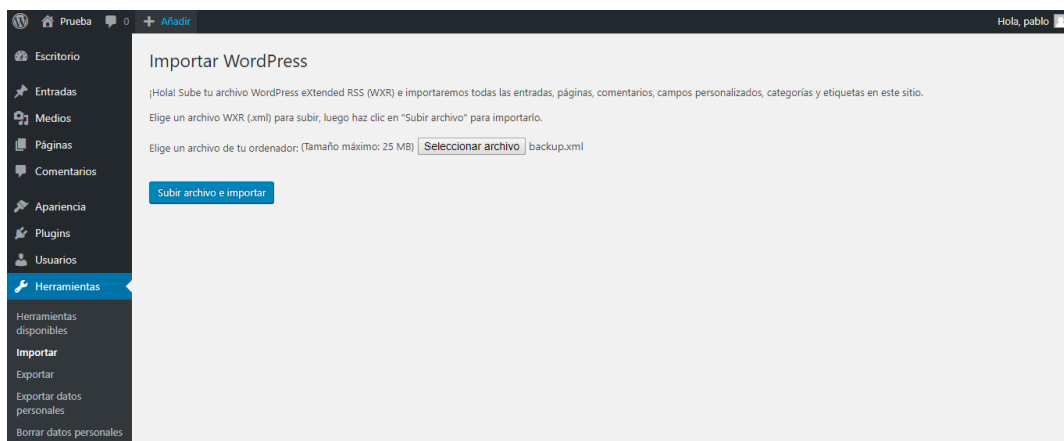 Prueba 0 Añadir Hola, pablo
Escritorio
Entradas
Medios
Páginas
Comentarios
Apariencia
Plugins
Usuarios
Herramientas
Herramientas
disponibles
Importar
Exportar
Exportar datos
personales
Borrar datos personales
Importar WordPress
¡Hola! Sube tu archivo WordPress eXtended RSS (WXR) e importaremos todas las entradas, páginas, comentarios, campos personalizados, categorías y etiquetas en este sitio.
Elige un archivo WXR (.xml) para subir, luego haz clic en "Subir archivo" para importarlo.
Elige un archivo de tu ordenador: (Tamaño máximo: 25 MB) Seleccionar archivo backup.xml
Subir archivo e importar